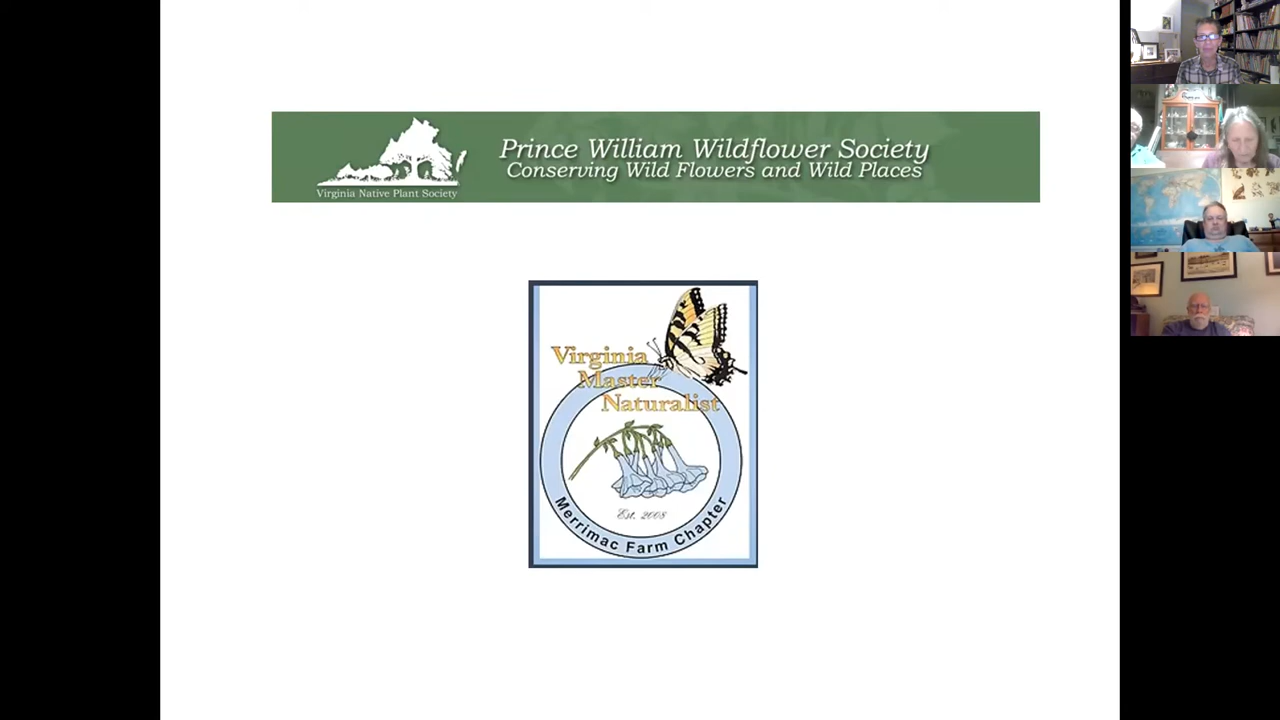 Prince William Wildflower Society
Conserving Wild Flowers and Wild Places
Virginia Native Plant Society
Virginia
Master
Naturalist
Est. 2008
Merrimac Farm Chapter